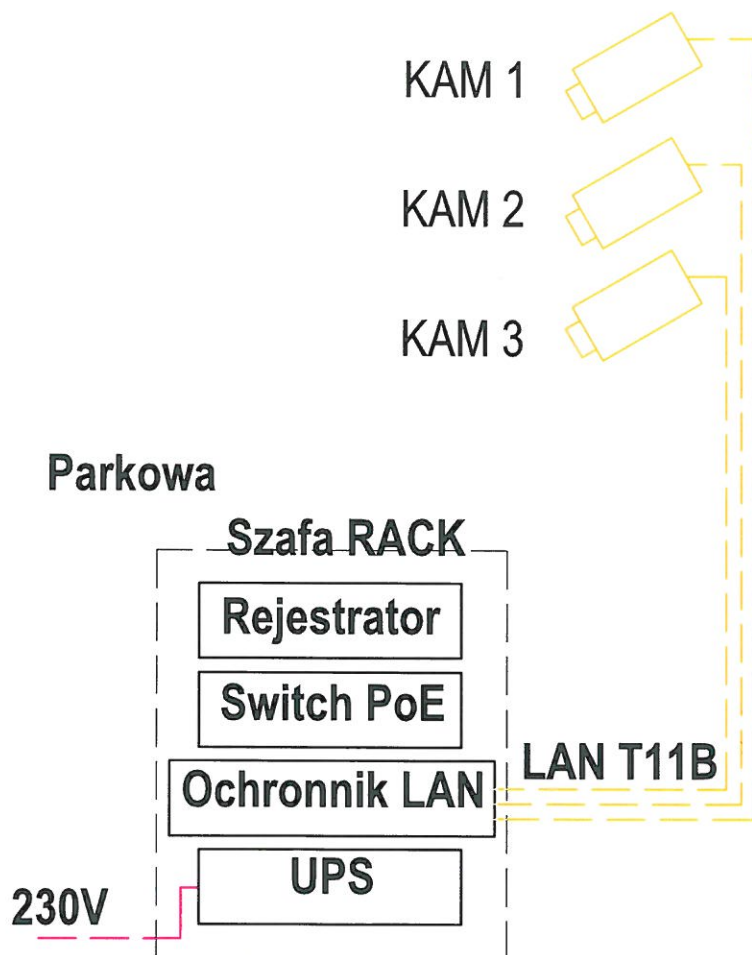 KAM 1
KAM 2
KAM 3
Parkowa
Szafa RACK
Rejestrator
Switch PoE
Ochronnik LAN
LAN T11B
UPS
230V